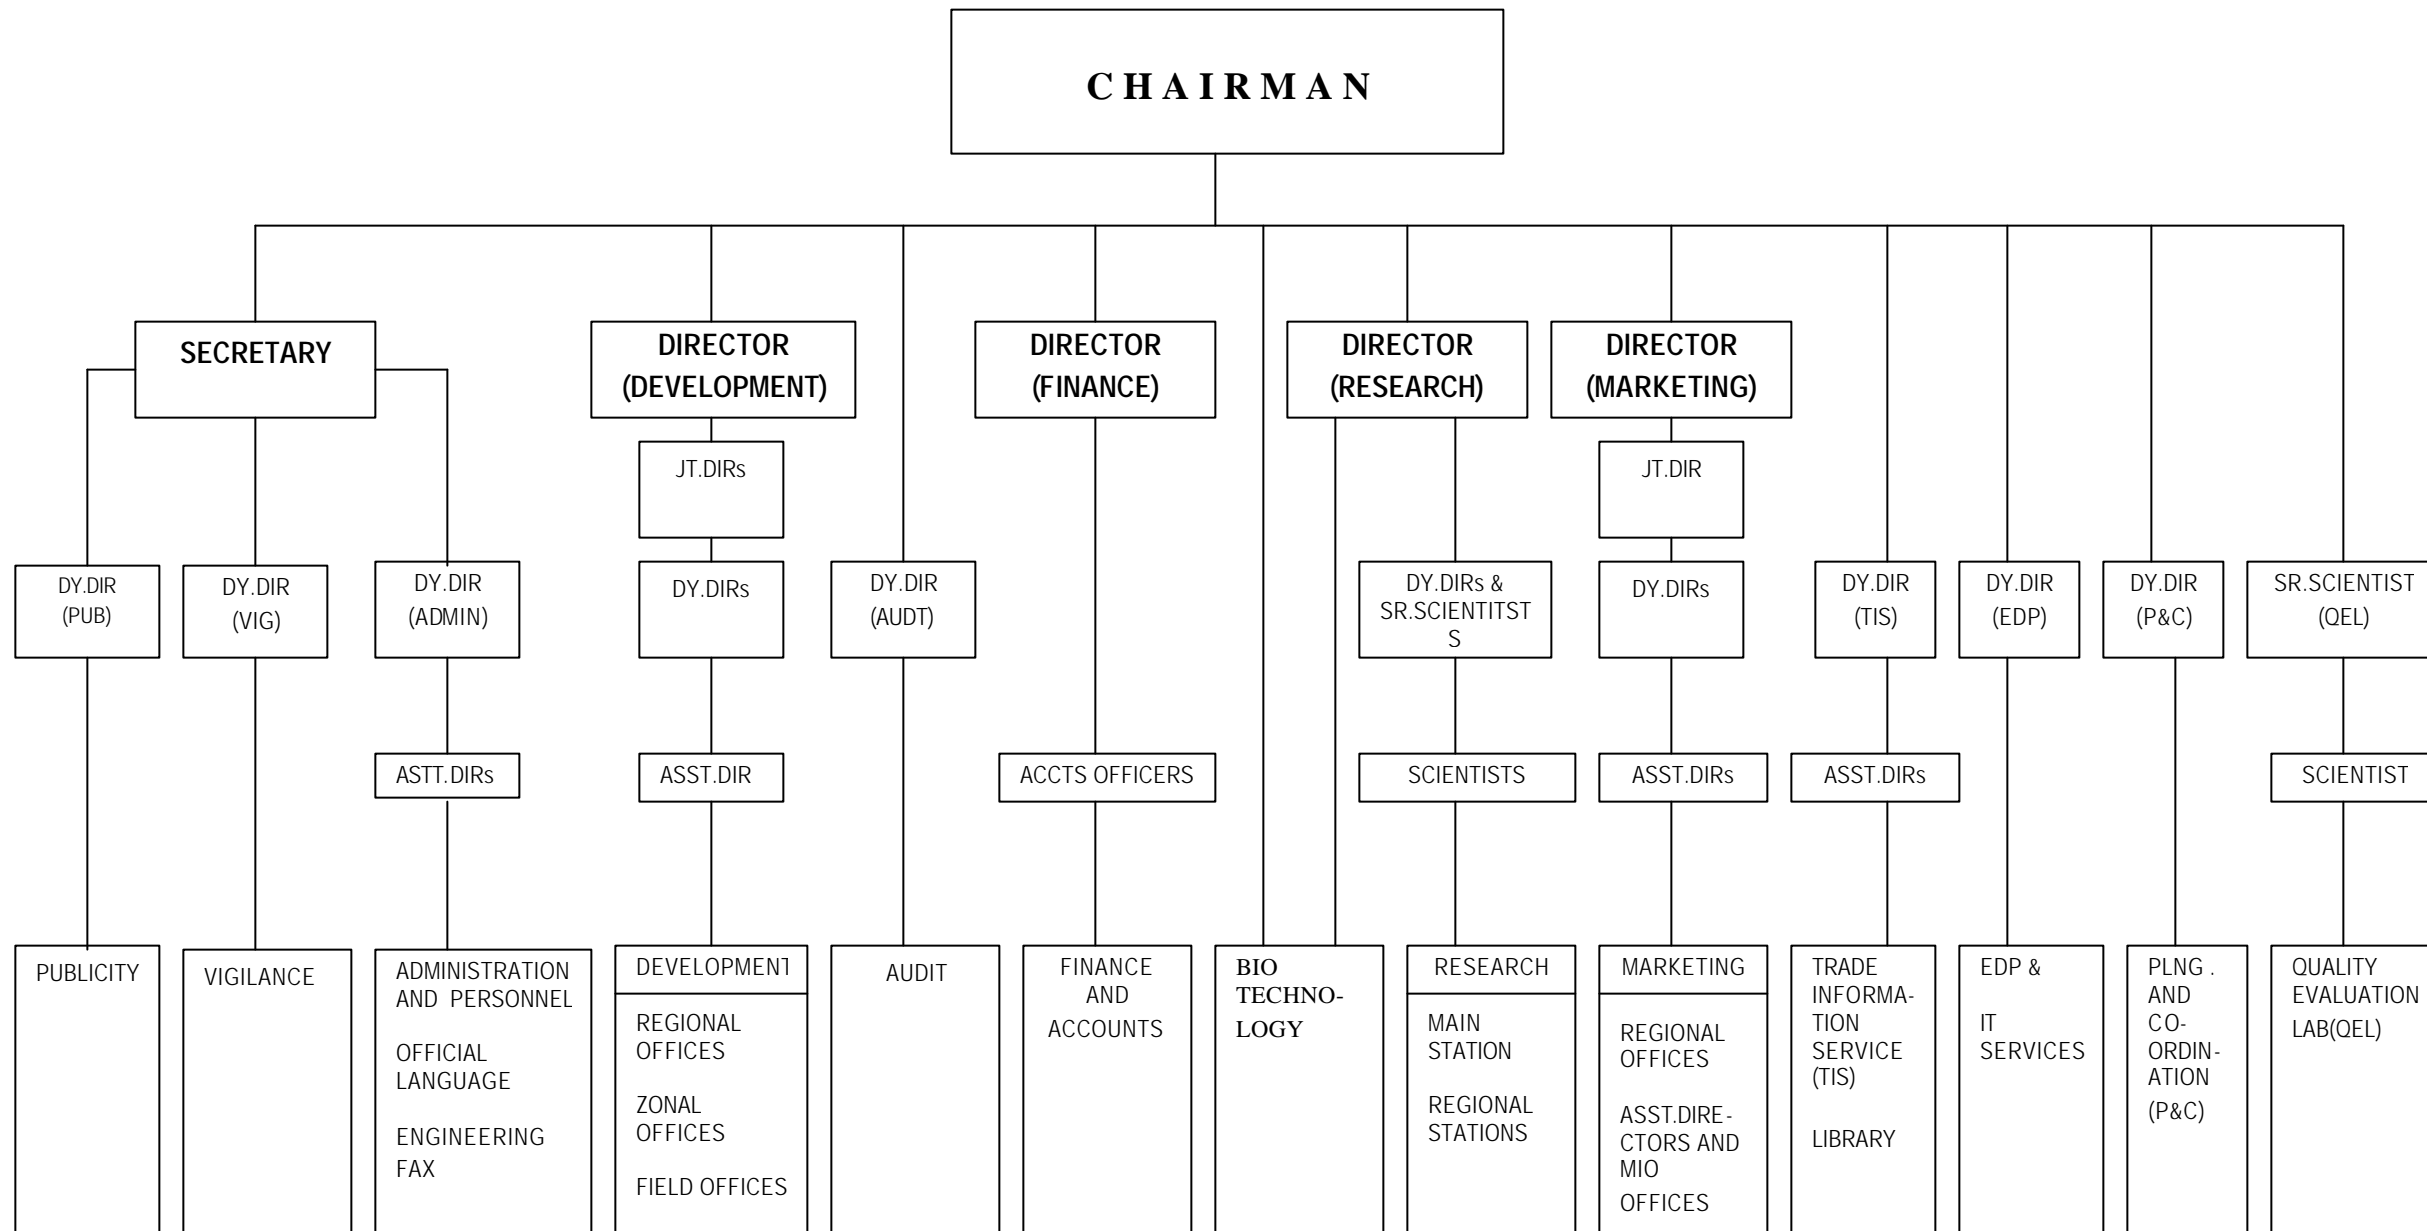 C H A I R M A N
SECRETARY
DIRECTOR
(DEVELOPMENT)
DIRECTOR
(FINANCE)
DIRECTOR
(RESEARCH)
DIRECTOR
(MARKETING)
JT.DIRs
JT.DIR
DY.DIR
(PUB)
DY.DIR
(VIG)
DY.DIR
(ADMIN)
DY.DIRs
DY.DIR
(AUDT)
DY.DIRs &
SR.SCIENTITST
S
DY.DIRs
DY.DIR
(TIS)
DY.DIR
(EDP)
DY.DIR
(P&C)
SR.SCIENTIST
(QEL)
ASTT.DIRs
ASST.DIR
ACCTS OFFICERS
SCIENTISTS
ASST.DIRs
ASST.DIRs
SCIENTIST
PUBLICITY
VIGILANCE
ADMINISTRATION
AND PERSONNEL
OFFICIAL
LANGUAGE
ENGINEERING
FAX
DEVELOPMENT
REGIONAL
OFFICES
ZONAL
OFFICES
FIELD OFFICES
AUDIT
FINANCE
AND
ACCOUNTS
BIO
TECHNO-
LOGY
RESEARCH
MAIN
STATION
REGIONAL
STATIONS
MARKETING
REGIONAL
OFFICES
ASST.DIRE-
CTORS AND
MIO
OFFICES
TRADE
INFORMA-
TION
SERVICE
(TIS)
LIBRARY
EDP &
IT
SERVICES
PLNG .
AND
CO-
ORDIN-
ATION
(P&C)
QUALITY
EVALUATION
LAB(QEL)